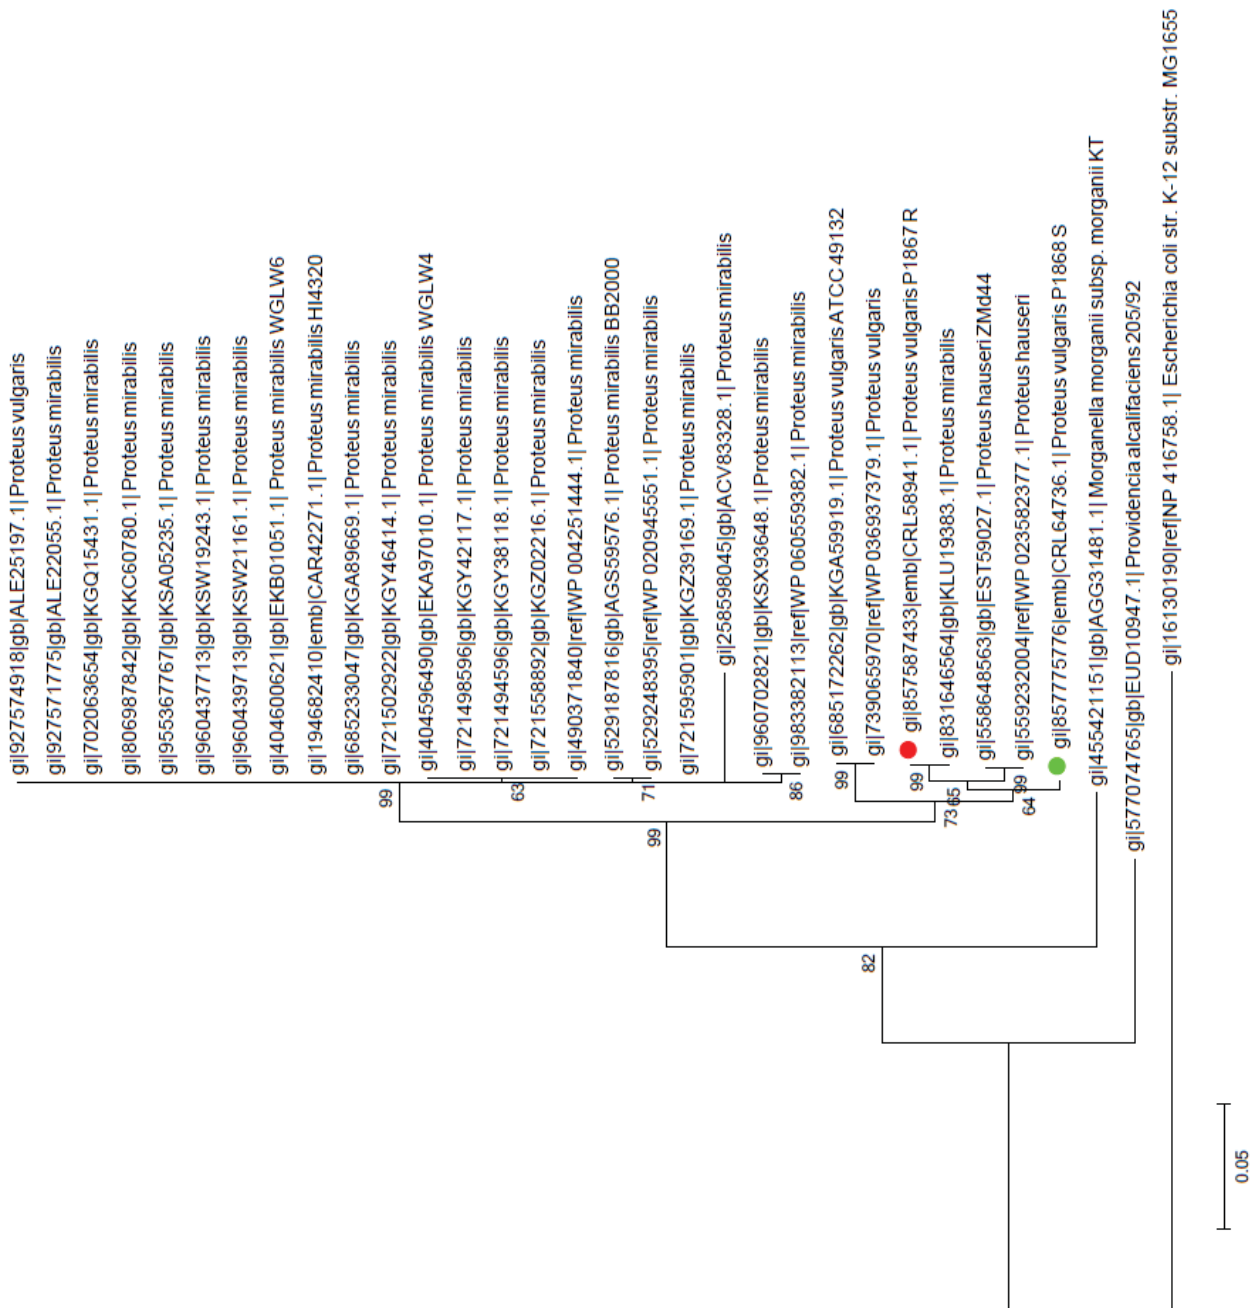 gi|927574918|gb|ALE25197.1| Proteus vulgaris
gi|927571775|gb|ALE22055.1| Proteus mirabilis
gi|702063654|gb|KGQ15431.1| Proteus mirabilis
gi|806987842|gb|KKC60780.1| Proteus mirabilis
gi|955367767|gb|KSA05235.1| Proteus mirabilis
gi|960437713|gb|KSW19243.1| Proteus mirabilis
gi|960439713|gb|KSW21161.1| Proteus mirabilis
gi|404600621|gb|EKB01051.1| Proteus mirabilis WGLW6
gi|194682410|emb|CAR42271.1| Proteus mirabilis HI4320
gi|685233047|gb|KGA89669.1| Proteus mirabilis
gi|721502922|gb|KGY46414.1| Proteus mirabilis
gi|404596490|gb|EKA97010.1| Proteus mirabilis WGLW4
gi|721498596|gb|KGY42117.1| Proteus mirabilis
gi|721494596|gb|KGY38118.1| Proteus mirabilis
gi|721558892|gb|KGZ02216.1| Proteus mirabilis
gi|490371840|ref|WP 004251444.1| Proteus mirabilis
gi|529187816|gb|AGS59576.1| Proteus mirabilis BB2000
gi|529248395|ref|WP 020945551.1| Proteus mirabilis
gi|721595901|gb|KGZ39169.1| Proteus mirabilis
gi|258598045|gb|ACV83328.1| Proteus mirabilis
gi|960702821|gb|KSX93648.1| Proteus mirabilis
gi|983382113|ref|WP 060559382.1| Proteus mirabilis
gi|685172262|gb|KGA59919.1| Proteus vulgaris ATCC 49132
gi|739065970|ref|WP 036937379.1| Proteus vulgaris
gi|857587433|emb|CRL58941.1| Proteus vulgaris P1867 R
gi|831646564|gb|KLU19383.1| Proteus mirabilis
gi|558648563|gb|EST59027.1| Proteus hauseri ZMd44
gi|559232004|ref|WP 023582377.1| Proteus hauseri
gi|857775776|emb|CRL64736.1| Proteus vulgaris P1868 S
gi|455421151|gb|AGG31481.1| Morganella morganii subsp. morganii KT
gi|577074765|gb|EUD10947.1| Providencia alcalifaciens 205/92
gi|16130190|ref|NP 416758.1| Escherichia coli str. K-12 substr. MG1655
99
63
71
86
99
99
65
99
64
73
99
82
0.05